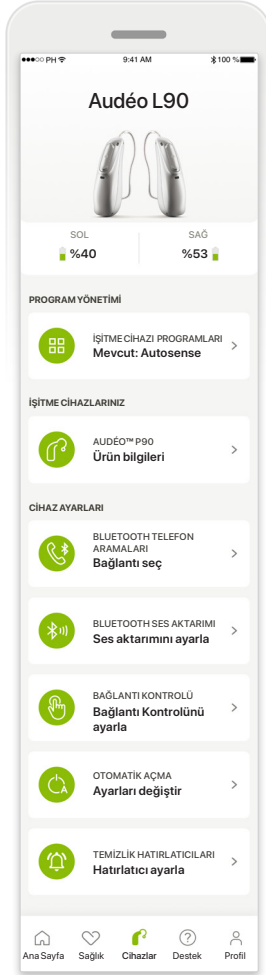 PH 9:41 AM 100 %
Audéo L90
SOL SAĞ
%40 %53
PROGRAM YÖNETİMİ
İŞİTME CİHAZI PROGRAMLARI
Mevcut: Autosense
İŞİTME CİHAZLARINIZ
AUDÉO™ P90
Ürün bilgileri
CİHAZ AYARLARI
BLUETOOTH TELEFON
ARAMALARI
Bağlantı seç
BLUETOOTH SES AKTARIMI
Ses aktarımını ayarla
BAĞLANTI KONTROLÜ
Bağlantı Kontrolünü
ayarla
OTOMATİK AÇMA
Ayarları değiştir
TEMİZLİK HATIRLATICILARI
Hatırlatıcı ayarla
Ana Sayfa Sağlık Cihazlar Destek Profil